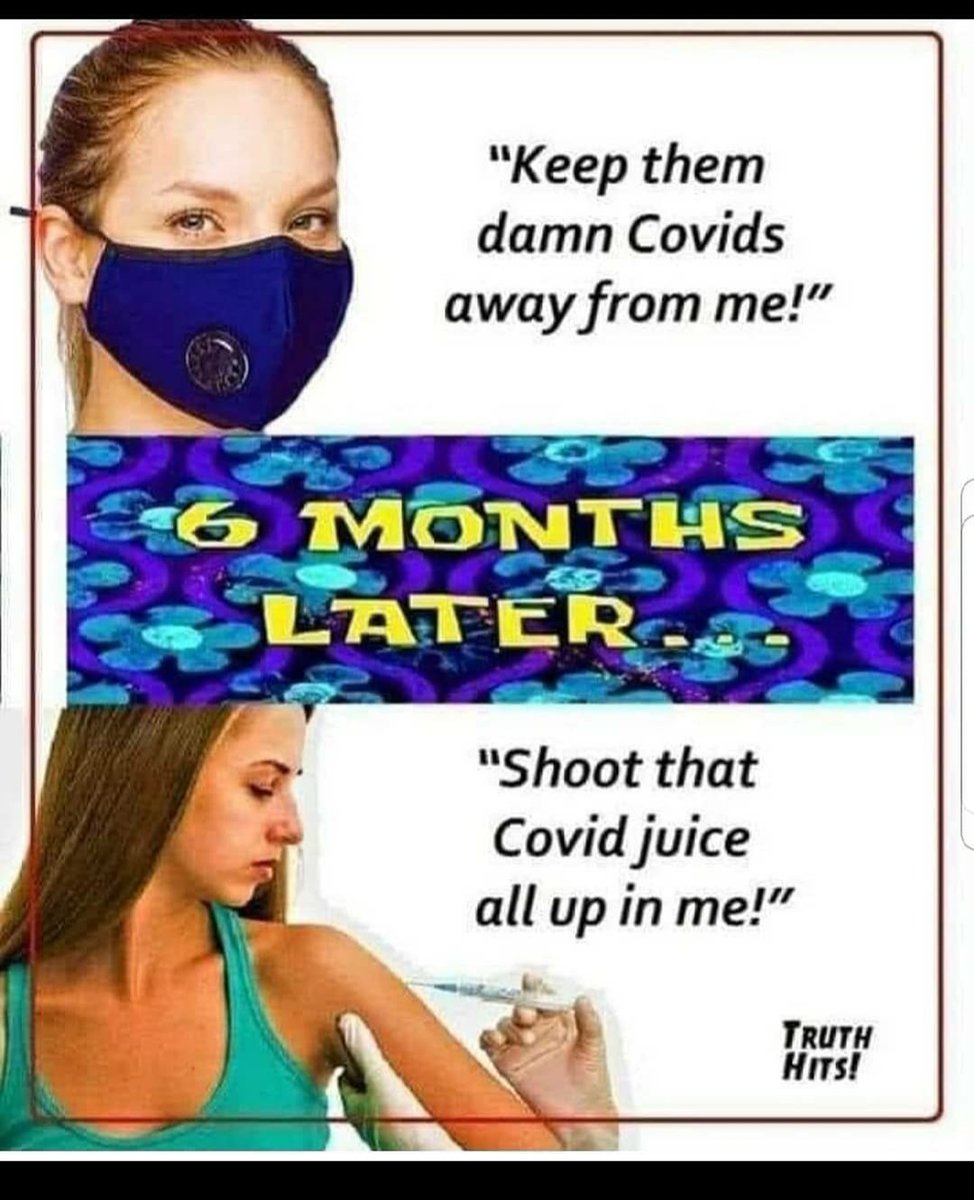 "Keep them
damn Covids
away from me!"
6 MONTHS
LATER...
"Shoot that
Covid juice
all up in me!"
TRUTH
HITS!